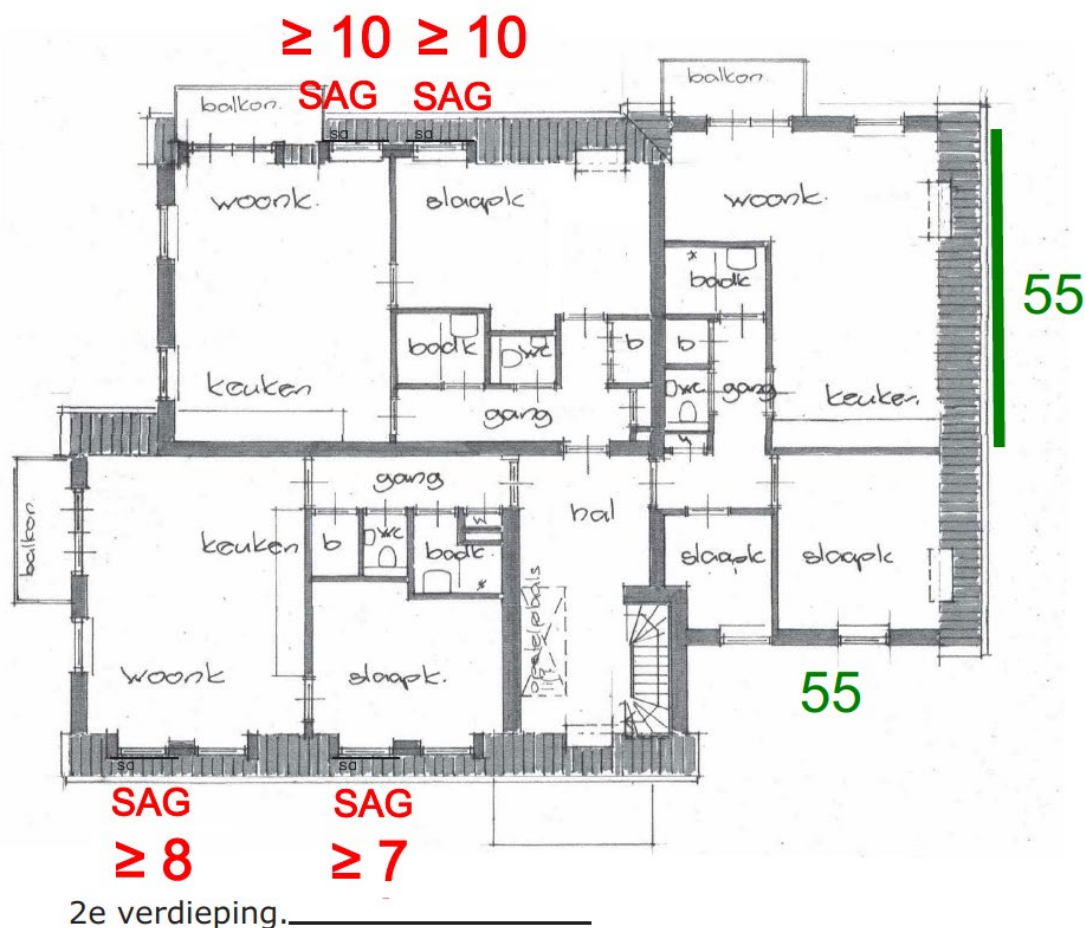 ≥ 10 ≥ 10
SAG SAG
balkon.
balkon.
sa sa
woonk.
slaapk
woonk.
55
badk
badk
wc
b
b
wc
gang
keuken
gang
keuken.
gang
hal
balkon
keuken
b
wc
badk.
slaapk
slaapk
woonk
slaapk.
55
sa
sa
SAG SAG
≥ 8 ≥ 7
2e verdieping.